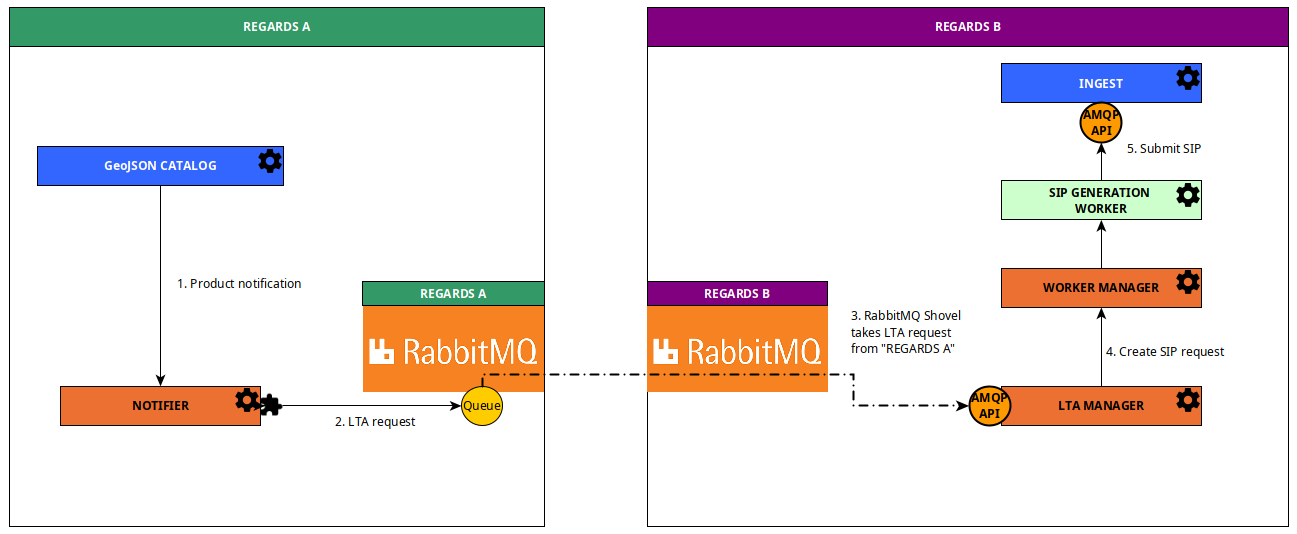 REGARDS A
GeoJSON CATALOG
1. Product notification
REGARDS A
RabbitMQ
NOTIFIER
2. LTA request
Queue
REGARDS B
INGEST
AMQP
API
5. Submit SIP
SIP GENERATION
WORKER
WORKER MANAGER
REGARDS B
RabbitMQ
3. RabbitMQ Shovel
takes LTA request
from "REGARDS A"
4. Create SIP request
AMQP
API
LTA MANAGER